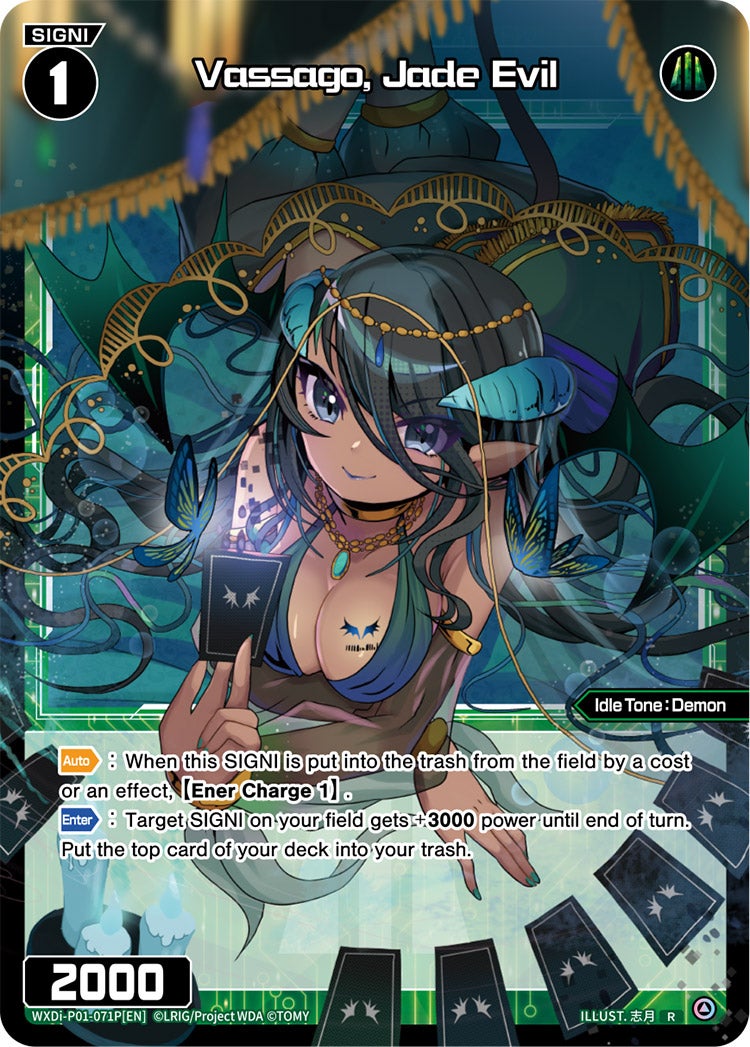 SIGNI
1
Vassago, Jade Evil
Idle Tone：Demon
Auto：When this SIGNI is put into the trash from the field by a cost
or an effect,【Ener Charge 1】.
Enter：Target SIGNI on your field gets +3000 power until end of turn.
Put the top card of your deck into your trash.
2000
WXDi-P01-071P[EN] ©LRIG/Project WDA ©TOMY
ILLUST. 志月 R